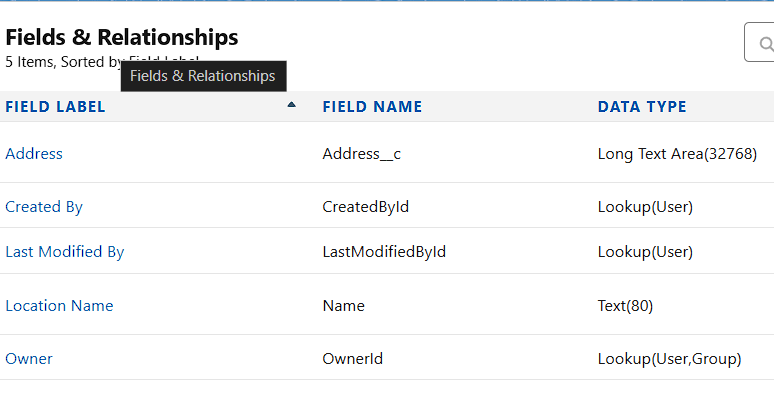 Fields & Relationships
5 Items, Sorted by Field Label
Fields & Relationships
FIELD LABEL FIELD NAME DATA TYPE
Address Address__c Long Text Area(32768)
Created By CreatedById Lookup(User)
Last Modified By LastModifiedById Lookup(User)
Location Name Name Text(80)
Owner OwnerId Lookup(User,Group)